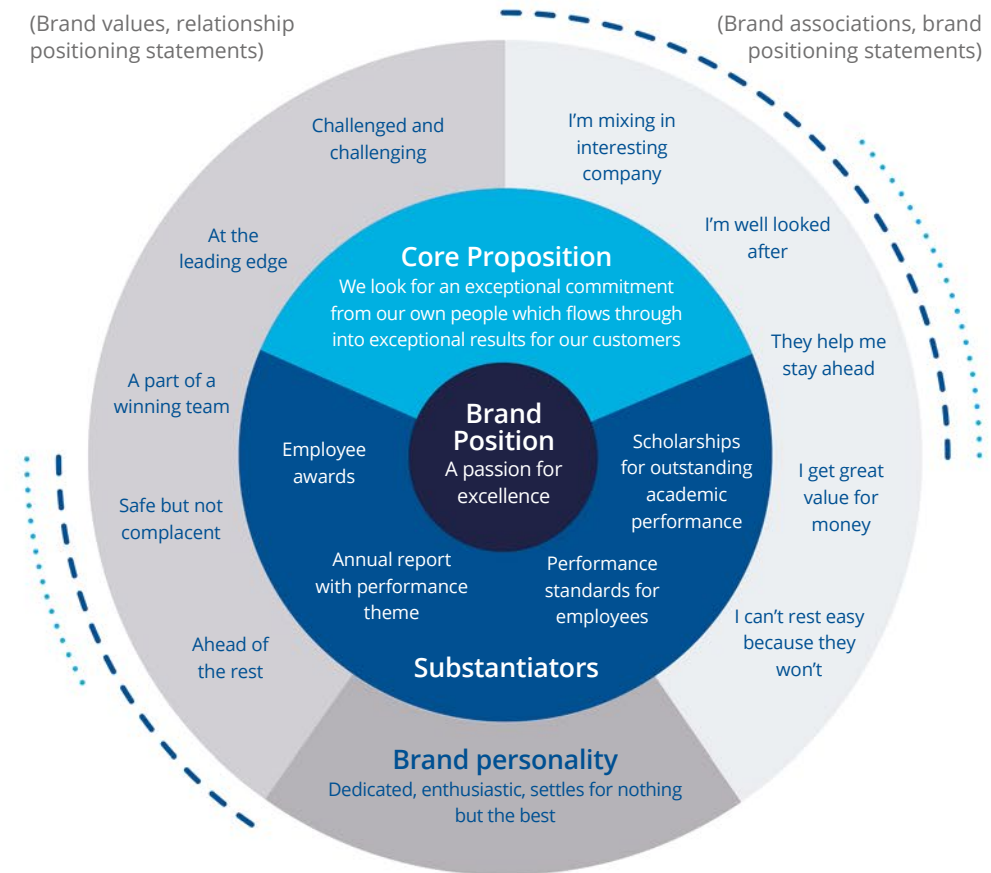 (Brand values, relationship
positioning statements)
(Brand associations, brand
positioning statements)
Challenged and
challenging
At the
leading edge
A part of a
winning team
Safe but not
complacent
Ahead of
the rest
I’m mixing in
interesting
company
I’m well looked
after
They help me
stay ahead
I get great
value for
money
I can’t rest easy
because they
won’t
Core Proposition
We look for an exceptional commitment
from our own people which flows through
into exceptional results for our customers
Brand
Position
A passion for
excellence
Employee
awards
Annual report
with performance
theme
Performance
standards for
employees
Scholarships
for outstanding
academic
performance
Substantiators
Brand personality
Dedicated, enthusiastic, settles for nothing
but the best